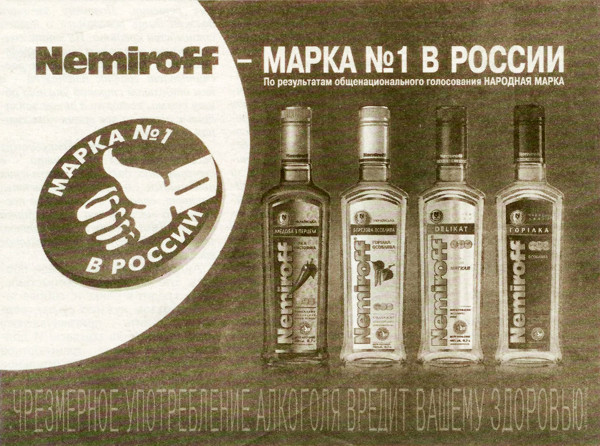 Nemiroff – МАРКА №1 В РОССИИ
По результатам общенационального голосования НАРОДНАЯ МАРКА
МАРКА №1
В РОССИИ
Nemiroff
Nemiroff
DELIKAT
Nemiroff
ГОРІЛКА
Nemiroff
ЧРЕЗМЕРНОЕ УПОТРЕБЛЕНИЕ АЛКОГОЛЯ ВРЕДИТ ВАШЕМУ ЗДОРОВЬЮ!